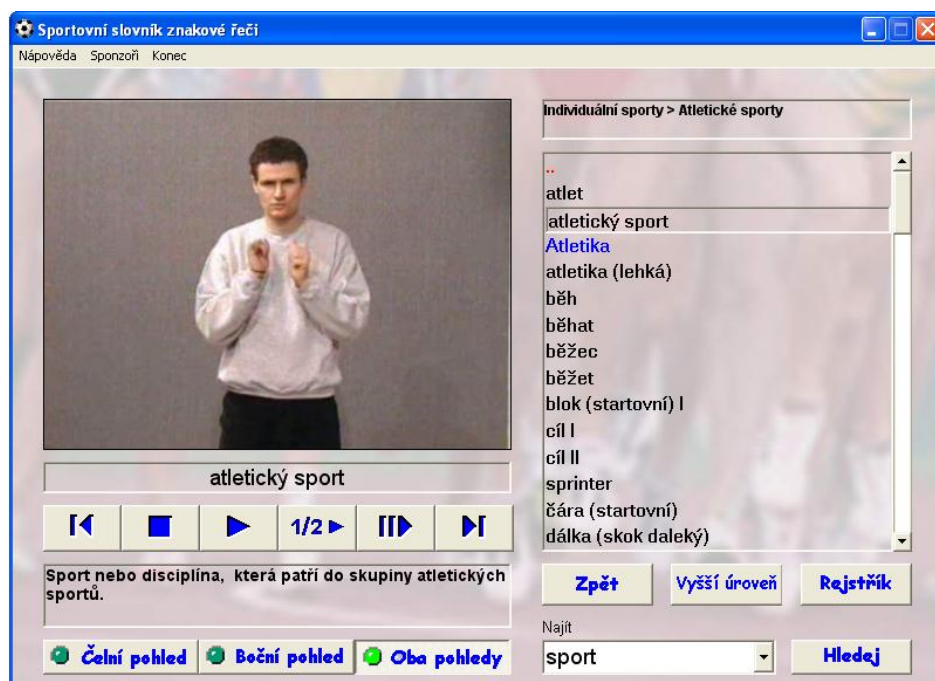 Sportovní slovník znakové řeči
Nápověda Sponzoři Konec
Individuální sporty > Atletické sporty
..
atlet
atletický sport
Atletika
atletika (lehká)
běh
běhat
běžec
běžet
blok (startovní) I
cíl I
cíl II
sprinter
čára (startovní)
dálka (skok daleký)
atletický sport
1/2
Sport nebo disciplína, která patří do skupiny atletických
sportů.
Čelní pohled Boční pohled Oba pohledy
Zpět Vyšší úroveň Rejstřík
Najít
sport Hledej